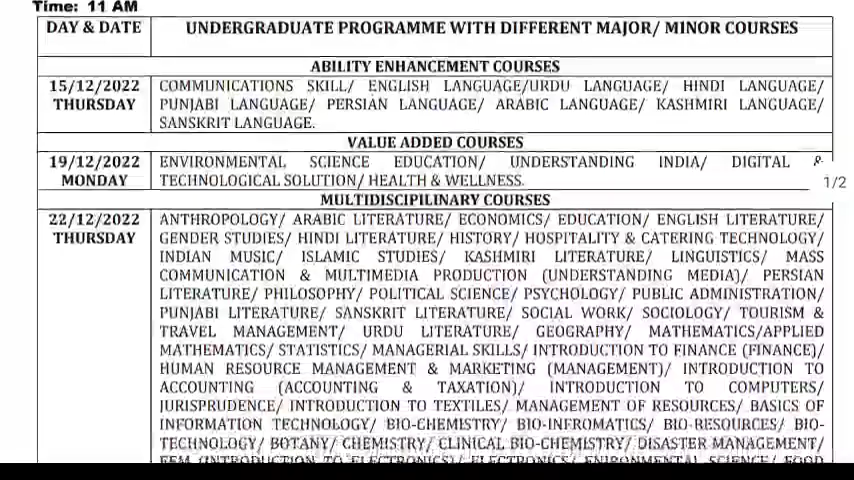 Time: 11 AM
DAY & DATE
UNDERGRADUATE PROGRAMME WITH DIFFERENT MAJOR/ MINOR COURSES
ABILITY ENHANCEMENT COURSES
15/12/2022 COMMUNICATIONS SKILL/ ENGLISH LANGUAGE/URDU LANGUAGE/ HINDI LANGUAGE/
THURSDAY PUNJABI LANGUAGE/ PERSIAN LANGUAGE/ ARABIC LANGUAGE/ KASHMIRI LANGUAGE/
SANSKRIT LANGUAGE.
VALUE ADDED COURSES
19/12/2022 ENVIRONMENTAL SCIENCE EDUCATION/ UNDERSTANDING INDIA/ DIGITAL &
MONDAY TECHNOLOGICAL SOLUTION/ HEALTH & WELLNESS.
1/2
MULTIDISCIPILINARY COURSES
22/12/2022 ANTHROPOLOGY/ ARABIC LITERATURE/ ECONOMICS/ EDUCATION/ ENGLISH LITERATURE/
THURSDAY GENDER STUDIES/ HINDI LITERATURE/ HISTORY/ HOSPITALITY & CATERING TECHNOLOGY/
INDIAN MUSIC/ ISLAMIC STUDIES/ KASHMIRI LITERATURE/ LINGUISTICS/ MASS
COMMUNICATION & MULTIMEDIA PRODUCTION (UNDERSTANDING MEDIA)/ PERSIAN
LITERATURE/ PHILOSOPHY/ POLITICAL SCIENCE/ PSYCHOLOGY/ PUBLIC ADMINISTRATION/
PUNJABI LITERATURE/ SANSKRIT LITERATURE/ SOCIAL WORK/ SOCIOLOGY/ TOURISM &
TRAVEL MANAGEMENT/ URDU LITERATURE/ GEOGRAPHY/ MATHEMATICS/APPLIED
MATHEMATICS/ STATISTICS/ MANAGERIAL SKILLS/ INTRODUCTION TO FINANCE (FINANCE)/
HUMAN RESOURCE MANAGEMENT & MARKETING (MANAGEMENT)/ INTRODUCTION TO
ACCOUNTING (ACCOUNTING & TAXATION)/ INTRODUCTION TO COMPUTERS/
JURISPRUDENCE/ INTRODUCTION TO TEXTILES/ MANAGEMENT OF RESOURCES/ BASICS OF
INFORMATION TECHNOLOGY/ BIO-CHEMISTRY/ BIO-INFROMATICS/ BIO-RESOURCES/ BIO-
TECHNOLOGY/ BOTANY/ CHEMISTRY/ CLINICAL BIO-CHEMISTRY/ DISASTER MANAGEMENT/
(INTRODUCTION TO ELECTRONICS)/ ELECTRONICS/ SCIENCE/ FOOD